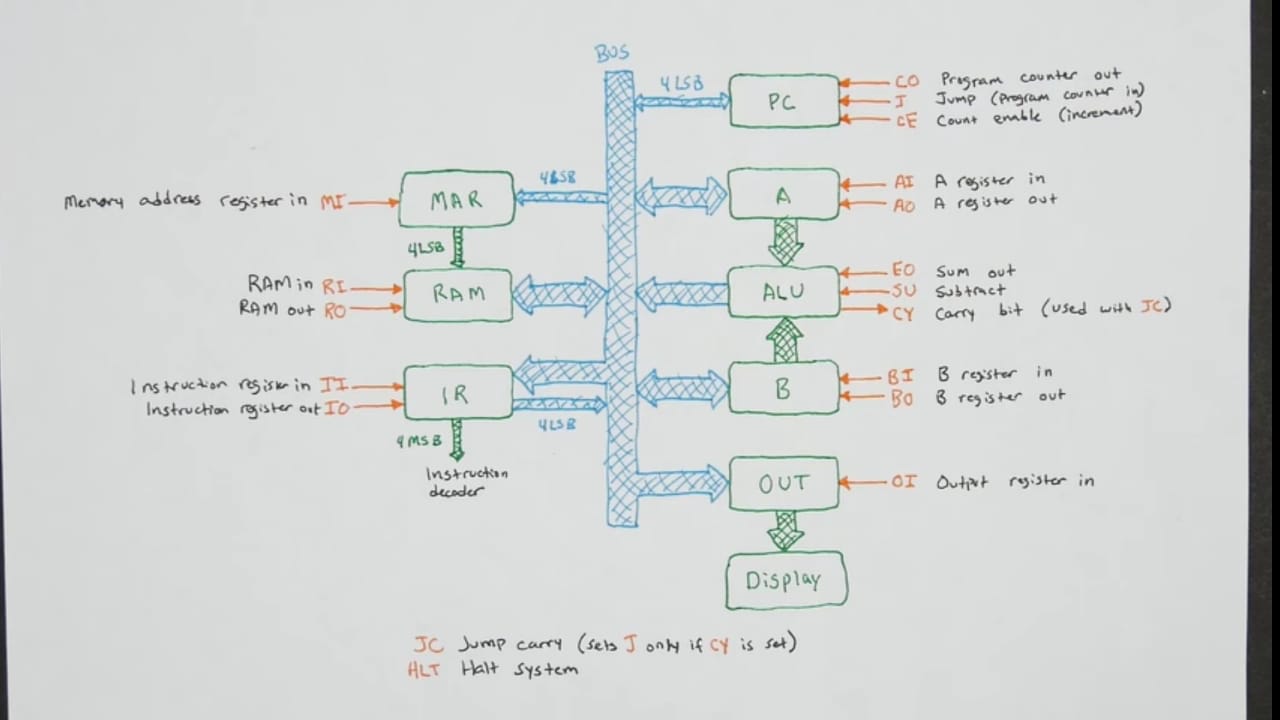 BUS
4LSB
PC
CO Program counter out
J Jump (Program counter in)
CE Count enable (increment)
Memory address register in MI
MAR
4LSB
A
AI A register in
AO A register out
4LSB
RAM in RI
RAM out RO
RAM
ALU
EO Sum out
SU Subtract
CY Carry bit (used with JC)
Instruction register in II
Instruction register out IO
IR
4LSB
B
BI B register in
BO B register out
4MSB
Instruction
decoder
OUT
OI Output register in
Display
JC Jump carry (sets J only if CY is set)
HLT Halt system